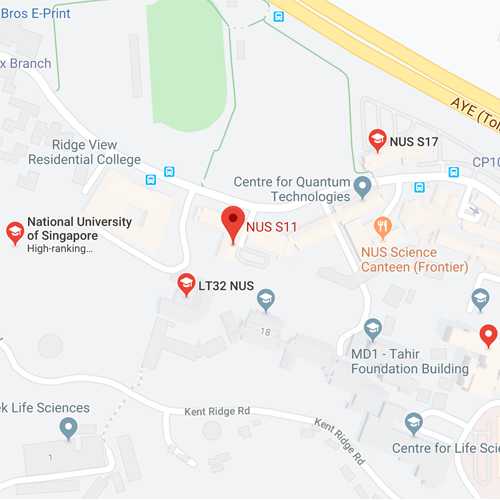 Bros E-Print
x Branch
AYE (Tol
Ridge View
Residential College
NUS S17
CP10
Centre for Quantum
Technologies
National University
of Singapore
High-ranking...
NUS S11
NUS Science
Canteen (Frontier)
LT32 NUS
18
MD1 - Tahir
Foundation Building
ek Life Sciences
Kent Ridge Rd
Kent Ridge Rd
Centre for Life Scie
1